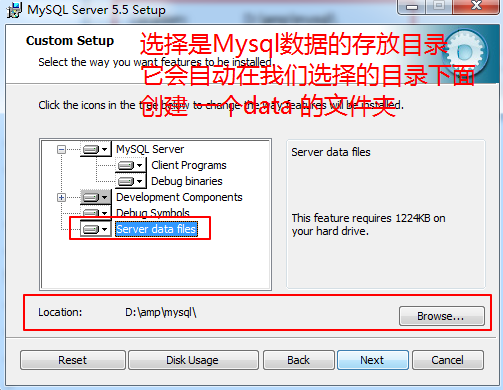 MySQL Server 5.5 Setup
Custom Setup
Select the way you want features to be installed.
选择是Mysql数据的存放目录
它会自动在我们选择的目录下面
创建一个data 的文件夹
Click the icons in the tree below to change the way features will be installed.
MySQL Server
Client Programs
Debug binaries
Development Components
Debug Symbols
Server data files
Server data files
This feature requires 1224KB on
your hard drive.
Location: D:\amp\mysql\
Browse...
Reset Disk Usage Back Next Cancel